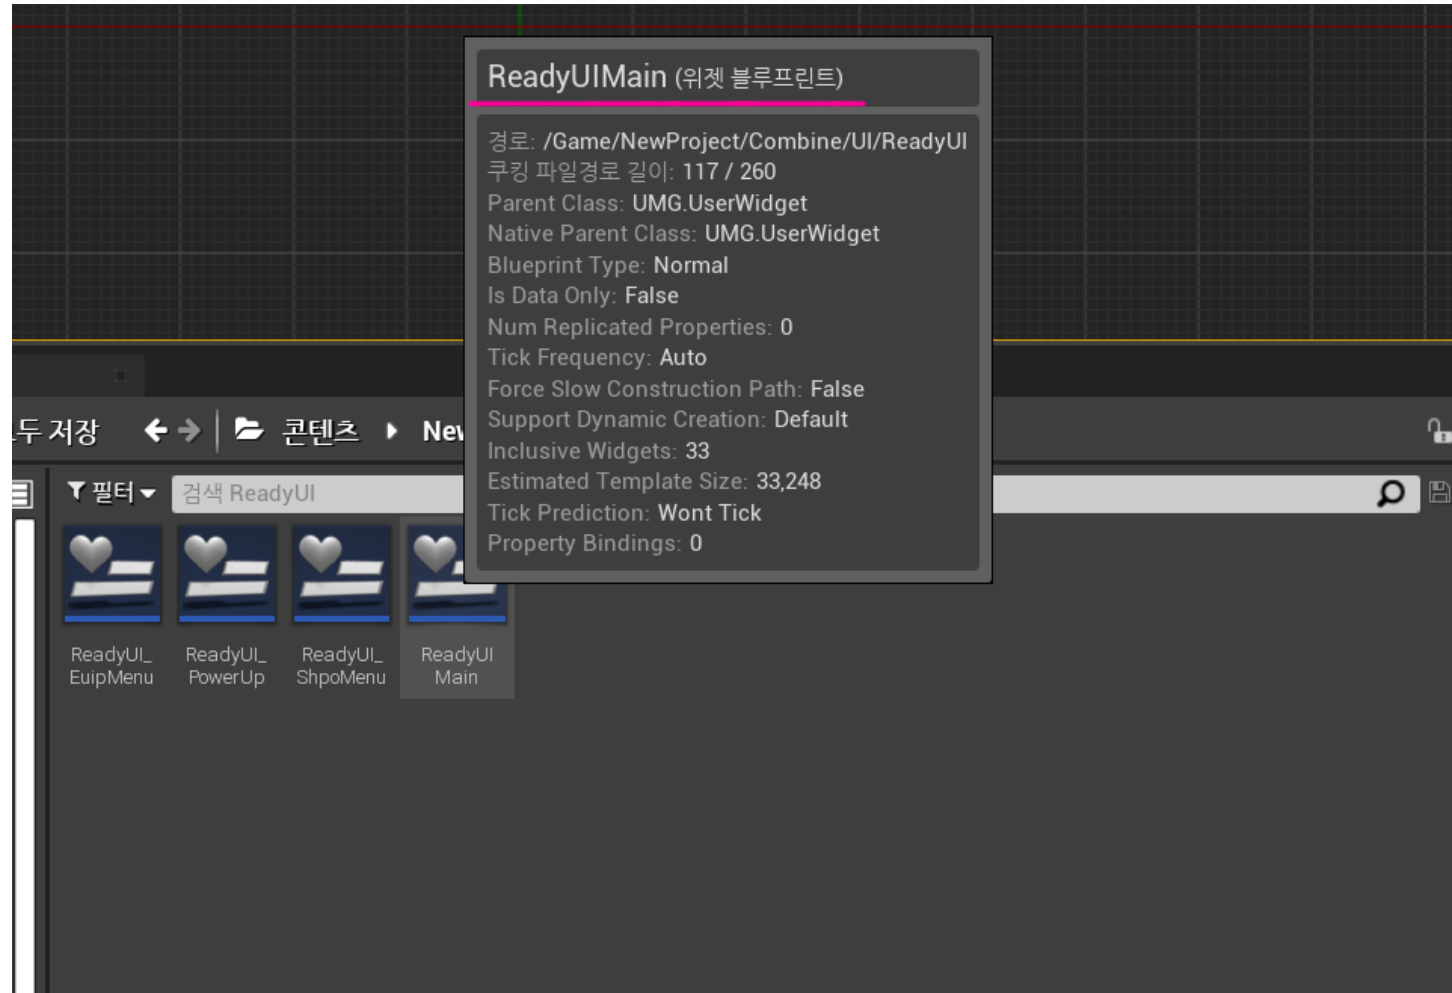 ReadyUIMain (위젯 블루프린트)
경로: /Game/NewProject/Combine/UI/ReadyUI
쿠킹 파일경로 길이: 117 / 260
Parent Class: UMG.UserWidget
Native Parent Class: UMG.UserWidget
Blueprint Type: Normal
Is Data Only: False
Num Replicated Properties: 0
Tick Frequency: Auto
Force Slow Construction Path: False
Support Dynamic Creation: Default
Inclusive Widgets: 33
Estimated Template Size: 33,248
Tick Prediction: Wont Tick
Property Bindings: 0
두 저장 콘텐츠
필터 검색 ReadyUI
ReadyUI_
EuipMenu
ReadyUI_
PowerUp
ReadyUI_
ShpoMenu
ReadyUI
Main